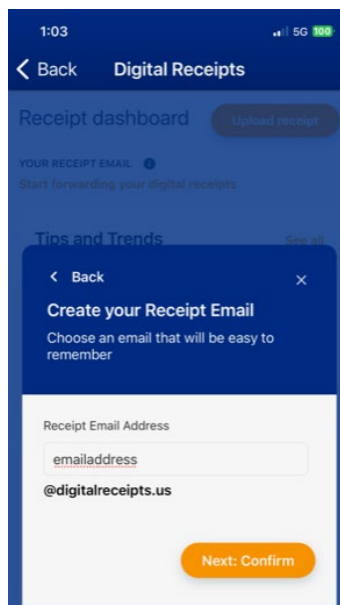 1:03
5G 100
Back Digital Receipts
Receipt dashboard Upload receipt
YOUR RECEIPT EMAIL
Start forwarding your digital receipts
Tips and Trends See all
Back
Create your Receipt Email
Choose an email that will be easy to
remember
Receipt Email Address
emailaddress
@digitalreceipts.us
Next: Confirm